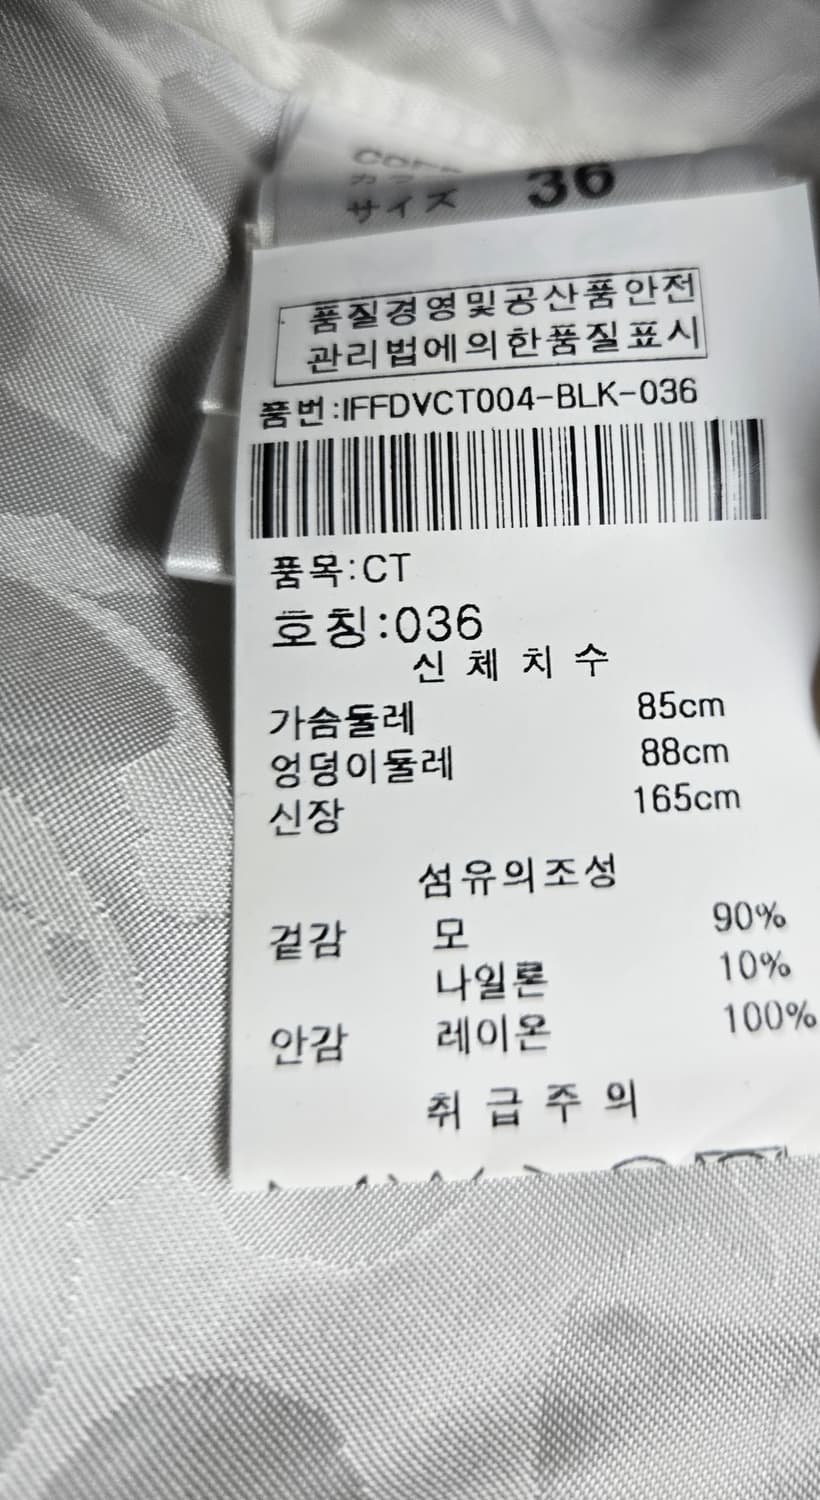 サイズ 36
품질경영및공산품안전
관리법에의한품질표시
품번:IFFDVCT004-BLK-036
품목:CT
호칭:036
신체치수
가슴둘레 85cm
엉덩이둘레 88cm
신장 165cm
섬유의조성
겉감 모 90%
나일론 10%
안감 레이온 100%
취급주의